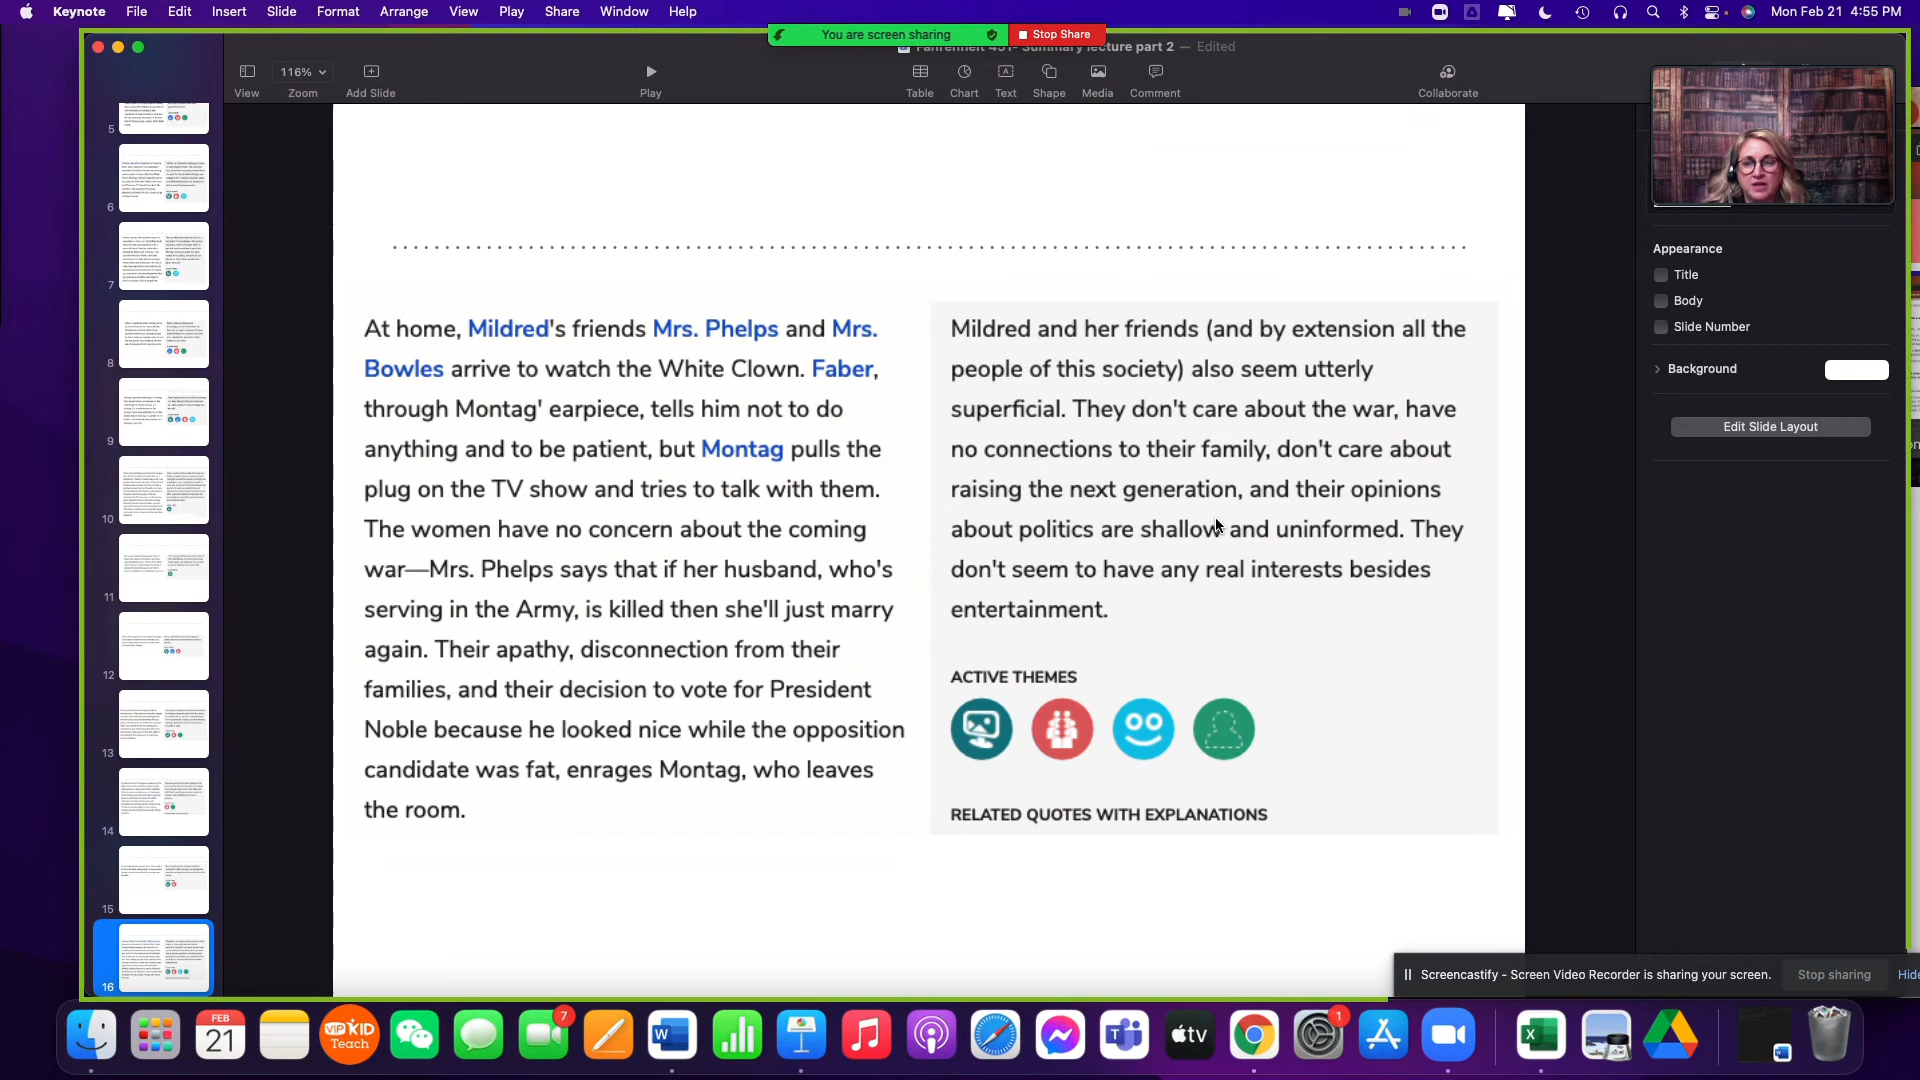 Keynote File Edit Insert Slide Format Arrange View Play Share Window Help
Mon Feb 21 4:55 PM
You are screen sharing
Stop Share
Fahrenheit 451- Summary lecture part 2 — Edited
116%
View Zoom Add Slide Play Table Chart Text Shape Media Comment Collaborate
5
6
7
8
9
10
11
12
13
14
15
16
At home, Mildred's friends Mrs. Phelps and Mrs.
Bowles arrive to watch the White Clown. Faber,
through Montag' earpiece, tells him not to do
anything and to be patient, but Montag pulls the
plug on the TV show and tries to talk with them.
The women have no concern about the coming
war—Mrs. Phelps says that if her husband, who's
serving in the Army, is killed then she'll just marry
again. Their apathy, disconnection from their
families, and their decision to vote for President
Noble because he looked nice while the opposition
candidate was fat, enrages Montag, who leaves
the room.
Mildred and her friends (and by extension all the
people of this society) also seem utterly
superficial. They don't care about the war, have
no connections to their family, don't care about
raising the next generation, and their opinions
about politics are shallow and uninformed. They
don't seem to have any real interests besides
entertainment.
ACTIVE THEMES
RELATED QUOTES WITH EXPLANATIONS
Appearance
Title
Body
Slide Number
Background
Edit Slide Layout
Screencastify - Screen Video Recorder is sharing your screen.
Stop sharing
Hide
FEB
21
VIPKID
Teach
7
W
tv
1
X
W